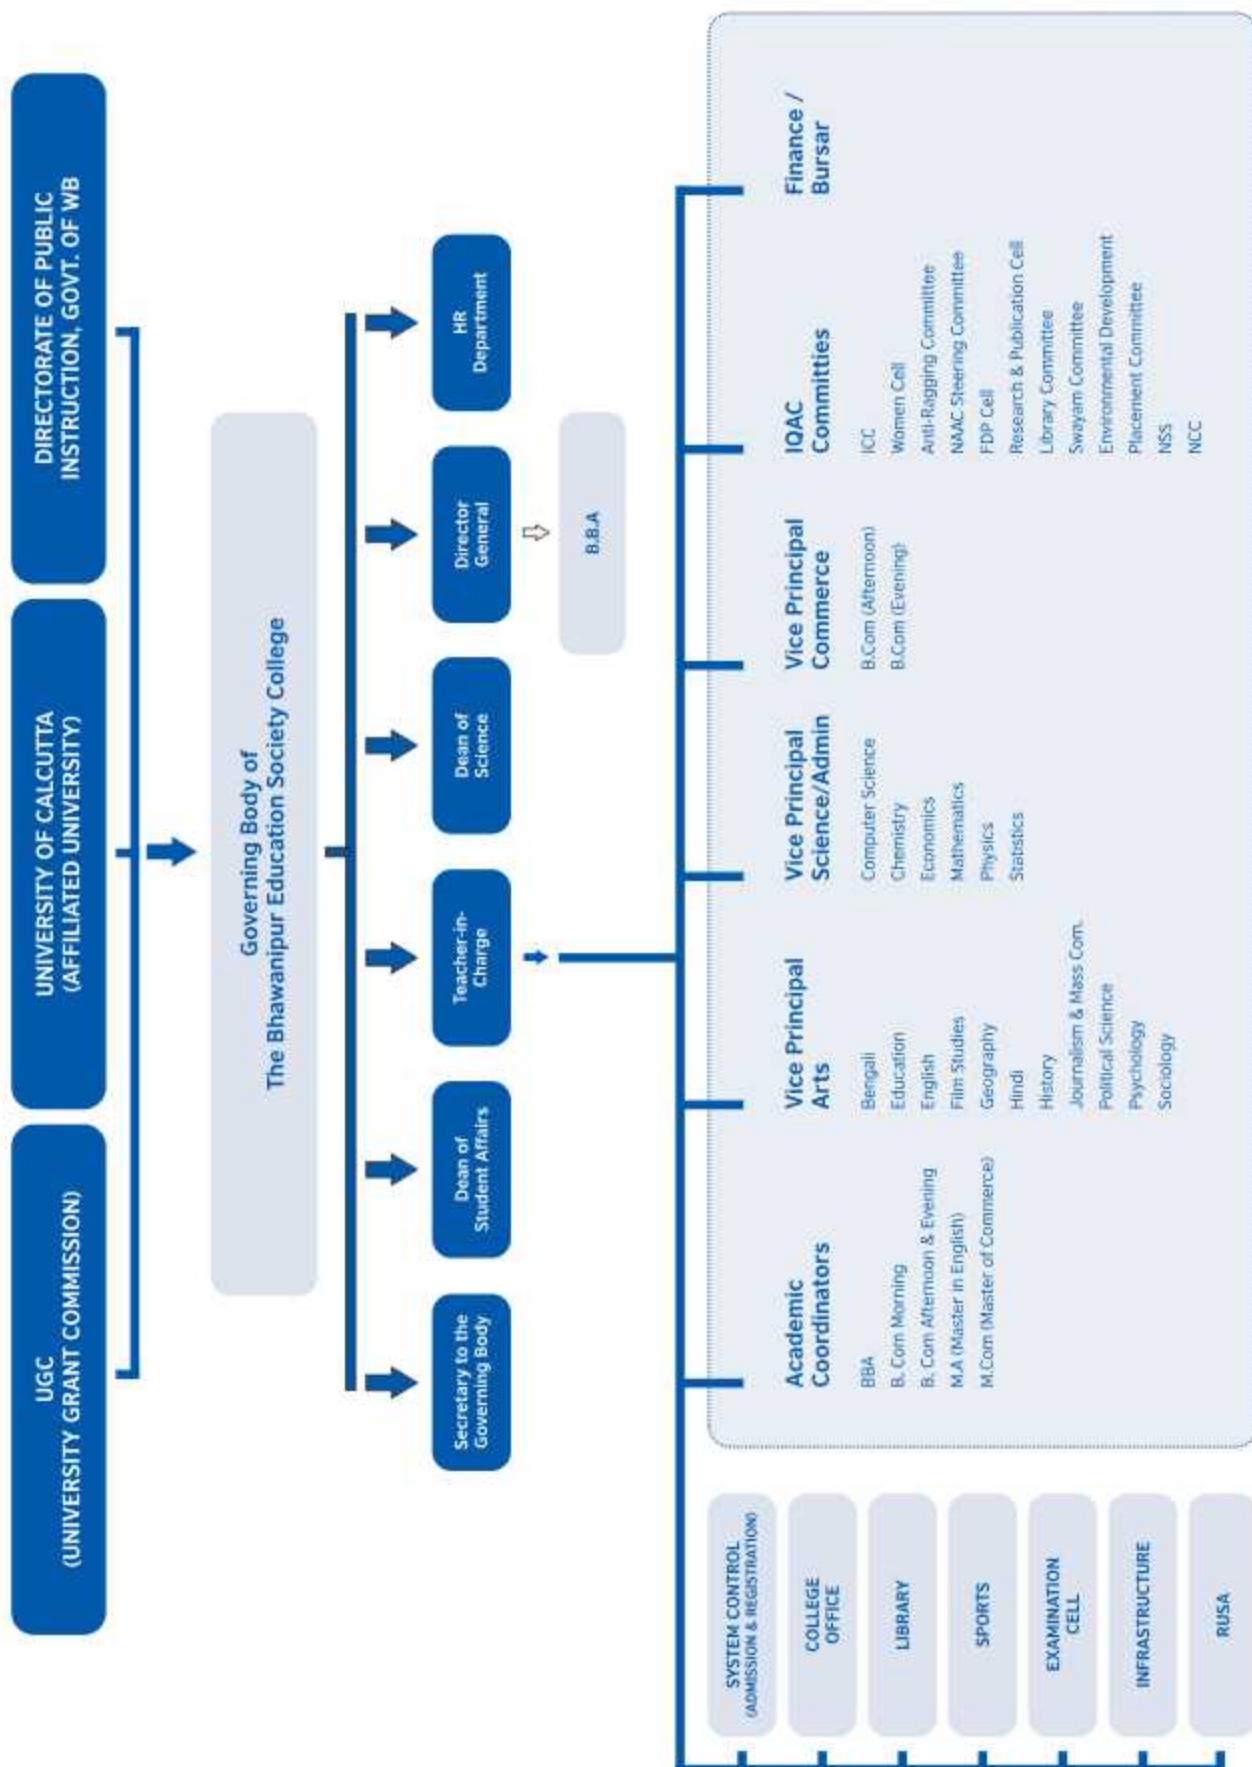 UGC
(UNIVERSITY GRANT COMMISSION)
UNIVERSITY OF CALCUTTA
(AFFILIATED UNIVERSITY)
DIRECTORATE OF PUBLIC
INSTRUCTION, GOVT. OF WB
Governing Body of
The Bhawanipur Education Society College
Secretary to the
Governing Body
Dean of
Student Affairs
Teacher-in-
Charge
Dean of
Science
Director
General
HR
Department
B.B.A
SYSTEM CONTROL
(ADMISSION & REGISTRATION)
COLLEGE
OFFICE
LIBRARY
SPORTS
EXAMINATION
CELL
INFRASTRUCTURE
RUSA
Academic
Coordinators
BBA
B. Com Morning
B. Com Afternoon & Evening
M.A (Master in English)
M.Com (Master of Commerce)
Vice Principal
Arts
Bengali
Education
English
Film Studies
Geography
Hindi
History
Journalism & Mass Com.
Political Science
Psychology
Sociology
Vice Principal
Science/Admin
Computer Science
Chemistry
Economics
Mathematics
Physics
Statistics
Vice Principal
Commerce
B.Com (Afternoon)
B.Com (Evening)
IQAC
Committies
ICC
Women Cell
Anti-Ragging Committee
NAAC Steering Committee
FDP Cell
Research & Publication Cell
Library Committee
Swayam Committee
Environmental Development
Placement Committee
NSS
NCC
Finance /
Bursar